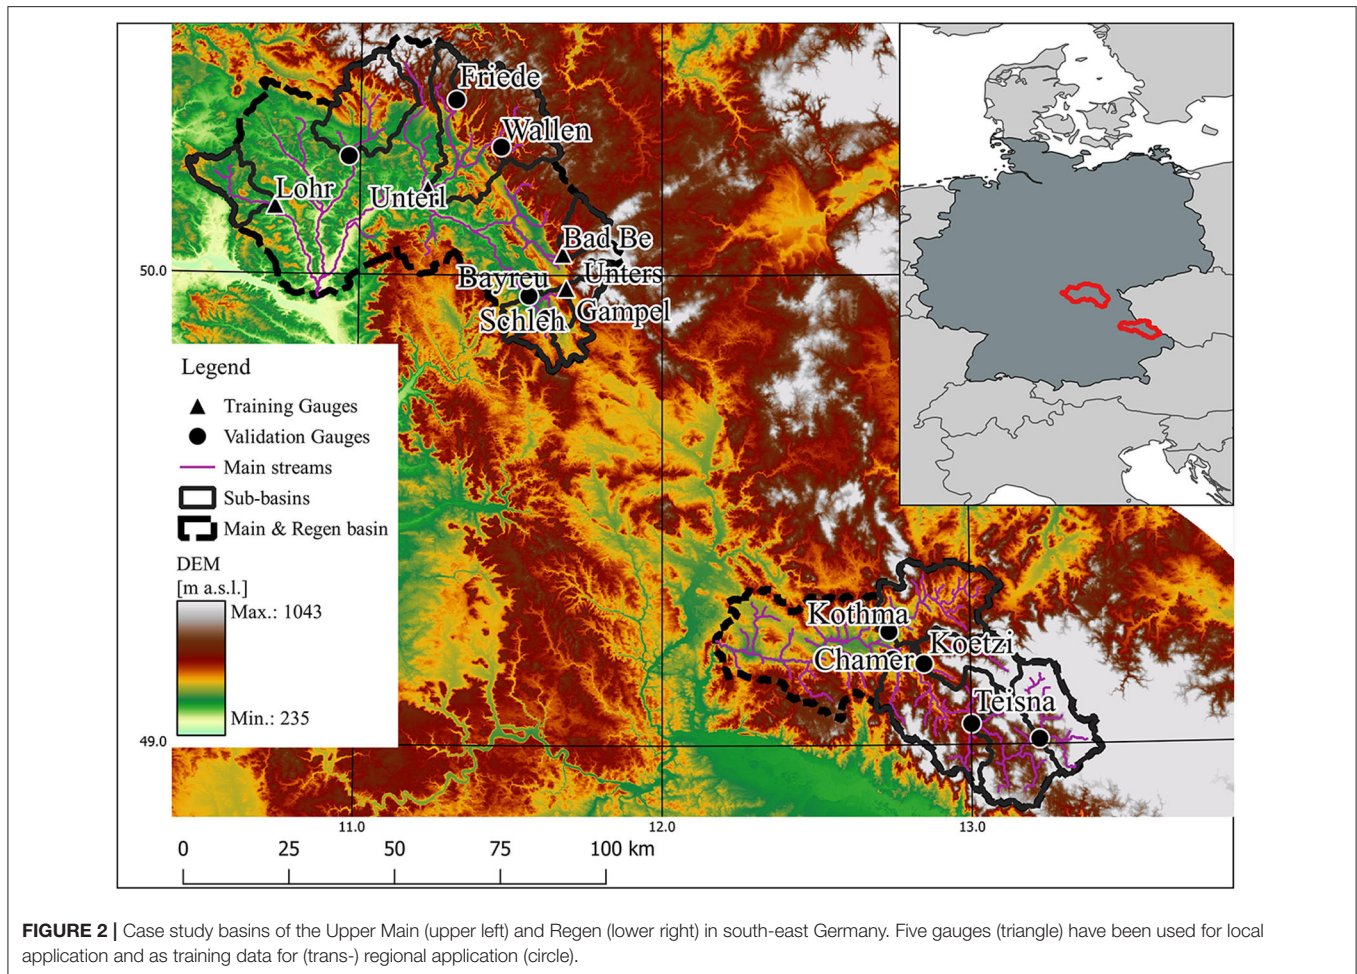 Friede
Wallen
Lohr
Unterl
Bad Be
50.0
Bayreu
Unters
Schleh
Gampel
Legend
Training Gauges
Validation Gauges
Main streams
Sub-basins
Main & Regen basin
DEM
[m a.s.l.]
Max.: 1043
Min.: 235
Kothma
Koetzi
Chamer
Teisna
49.0
11.0
12.0
13.0
0 25 50 75 100 km
FIGURE 2 | Case study basins of the Upper Main (upper left) and Regen (lower right) in south-east Germany. Five gauges (triangle) have been used for local
application and as training data for (trans-) regional application (circle).